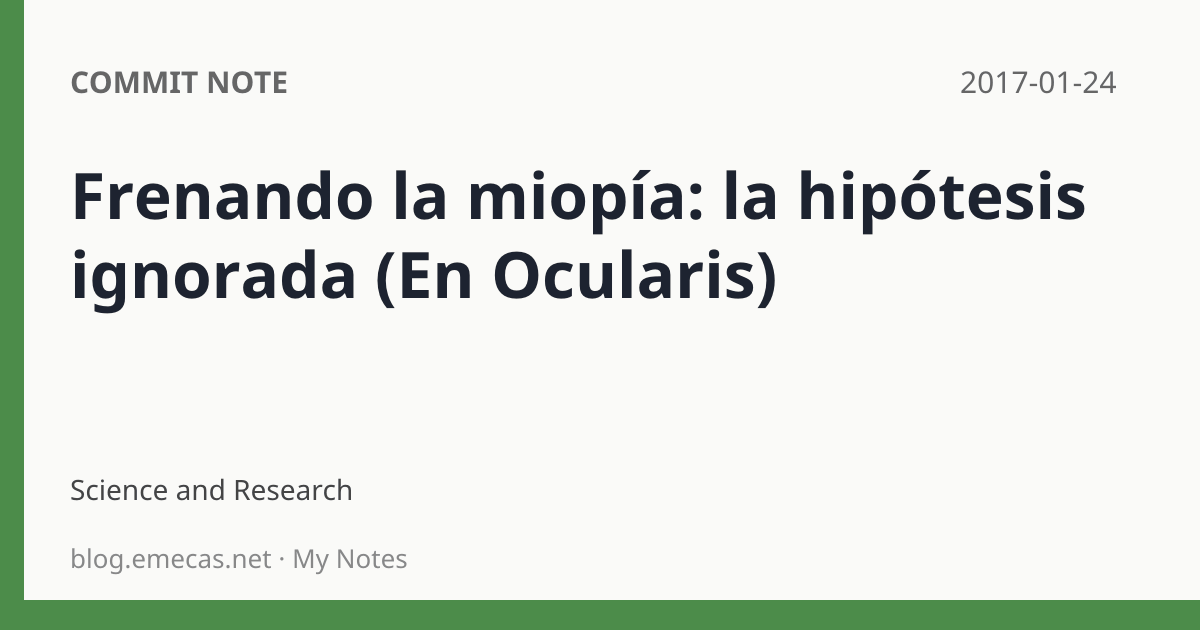 COMMIT NOTE
2017-01-24
Frenando la miopía: la hipótesis
ignorada (En Ocularis)
Science and Research
blog.emecas.net · My Notes